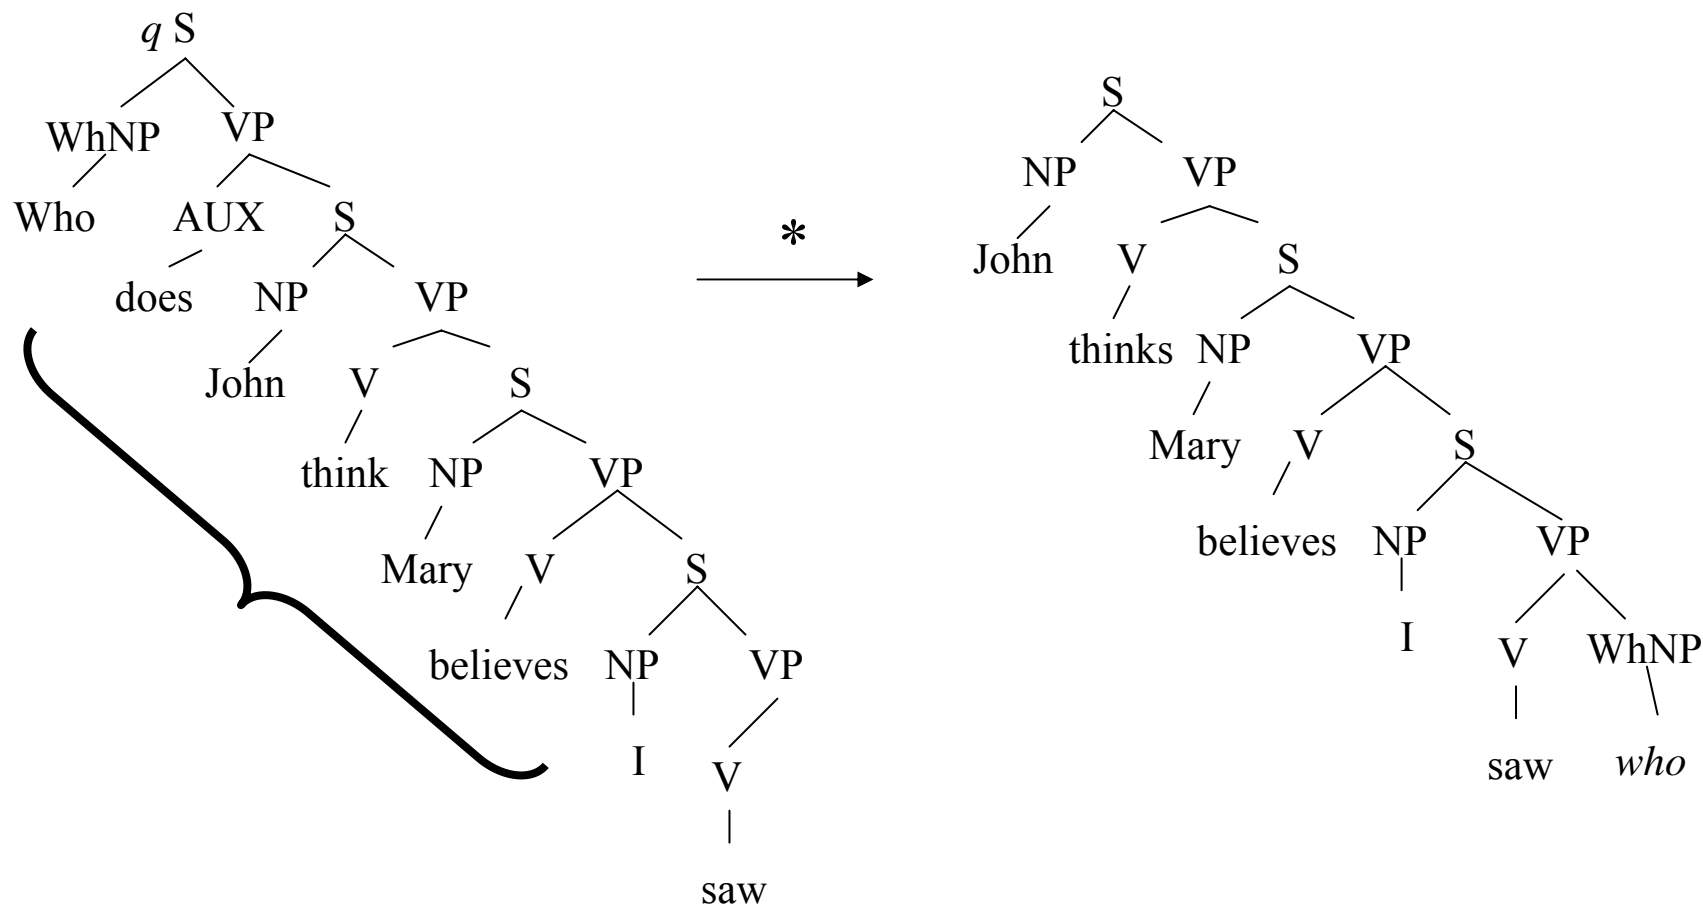 q S
WhNP VP
Who AUX S
does NP VP
John V S
think NP VP
Mary V S
believes NP VP
I V
saw
*
S
NP VP
John V S
thinks NP VP
Mary V S
believes NP VP
I V WhNP
saw who